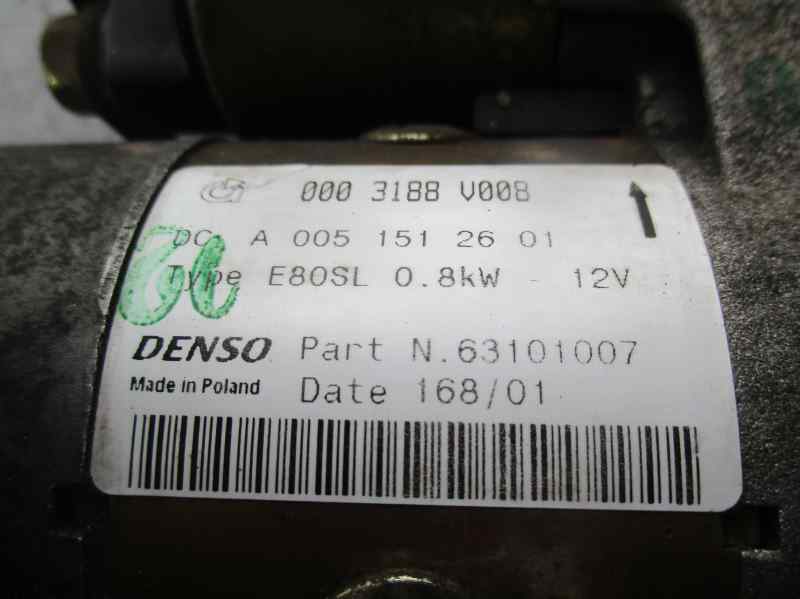 000 3188 V008
DC A 005 151 26 01
Type E80SL 0.8kW - 12V
DENSO Part N.63101007
Made in Poland Date 168/01